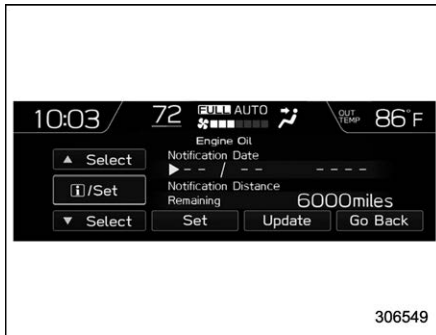 10:03 72 FULL AUTO OUT TEMP 86°F
Engine Oil
▲ Select Notification Date
▶-- / -- ----
i/Set Notification Distance
Remaining 6000miles
▼ Select Set Update Go Back
306549